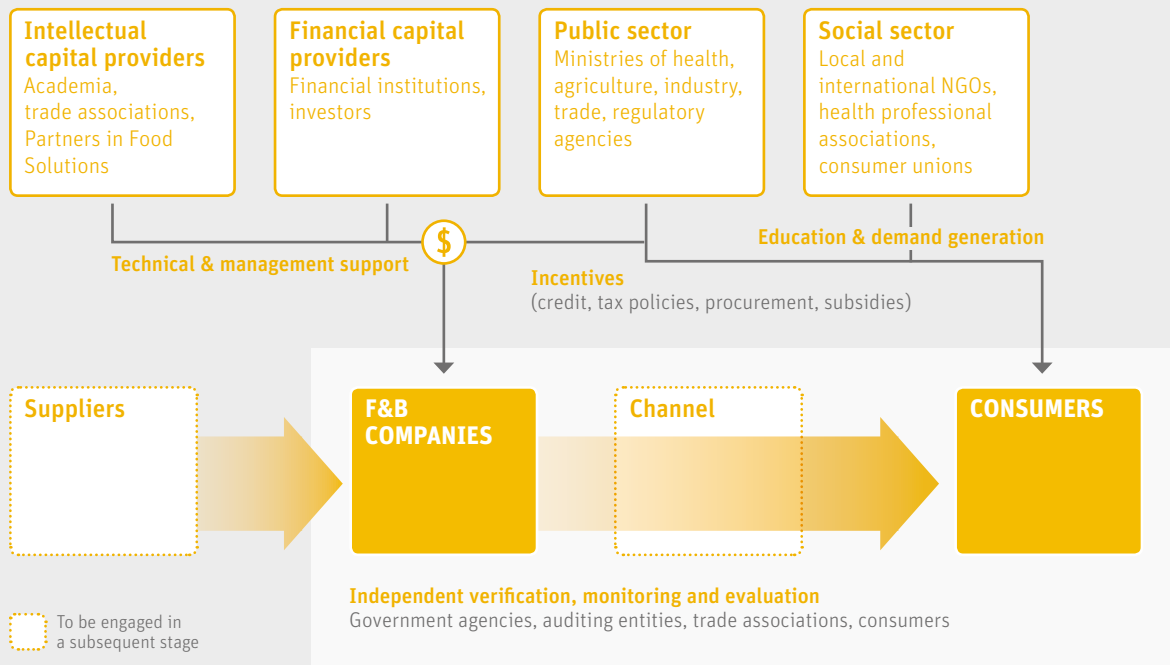 Intellectual
capital providers
Academia,
trade associations,
Partners in Food
Solutions
Financial capital
providers
Financial institutions,
investors
Public sector
Ministries of health,
agriculture, industry,
trade, regulatory
agencies
Social sector
Local and
international NGOs,
health professional
associations,
consumer unions
$
Technical & management support
Education & demand generation
Incentives
(credit, tax policies, procurement, subsidies)
Suppliers
F&B
COMPANIES
Channel
CONSUMERS
Independent verification, monitoring and evaluation
Government agencies, auditing entities, trade associations, consumers
To be engaged in
a subsequent stage